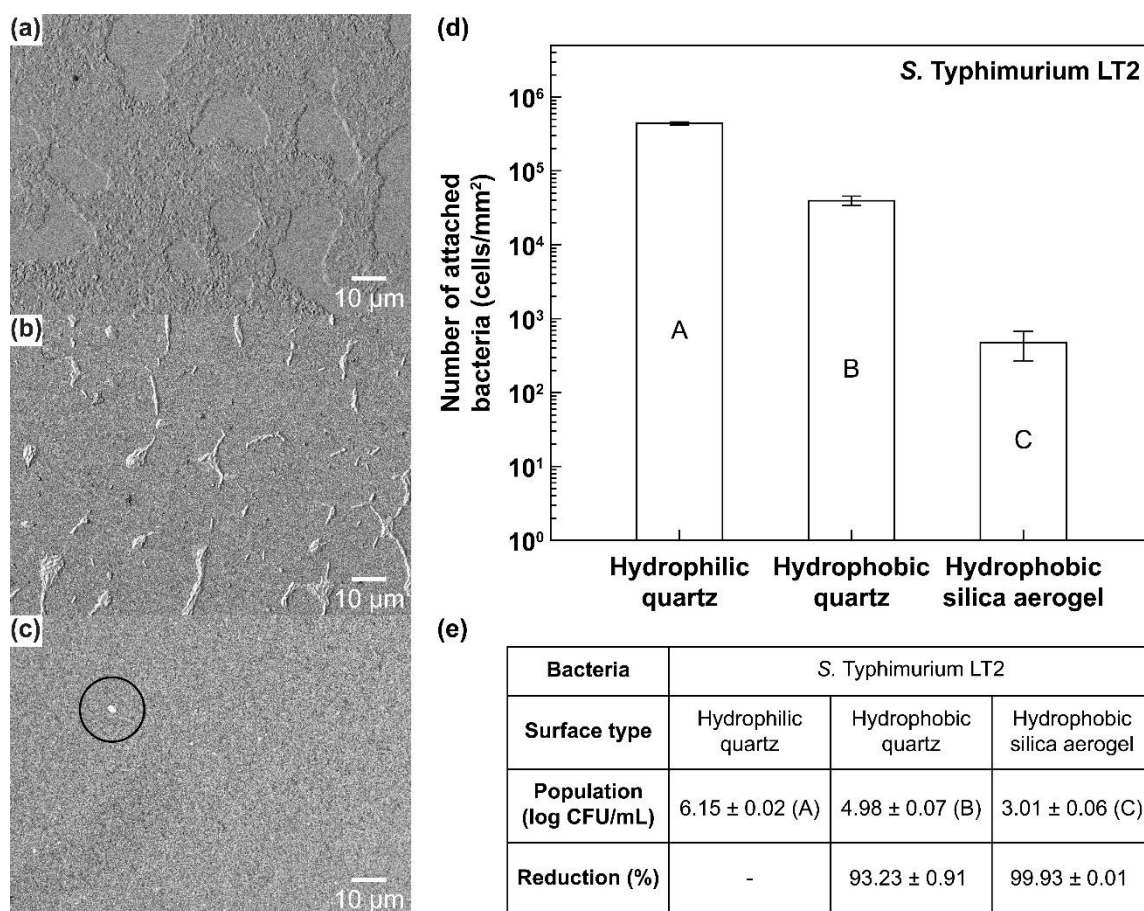 (a)
10 µm
(b)
10 µm
(c)
10 µm
(d)
S. Typhimurium LT2
Number of attached
bacteria (cells/mm²)
10⁶
10⁵
10⁴
10³
10²
10¹
10⁰
A
B
C
Hydrophilic
quartz
Hydrophobic
quartz
Hydrophobic
silica aerogel
(e)
Bacteria
S. Typhimurium LT2
Surface type
Hydrophilic
quartz
Hydrophobic
quartz
Hydrophobic
silica aerogel
Population
(log CFU/mL)
6.15 ± 0.02 (A)
4.98 ± 0.07 (B)
3.01 ± 0.06 (C)
Reduction (%)
-
93.23 ± 0.91
99.93 ± 0.01